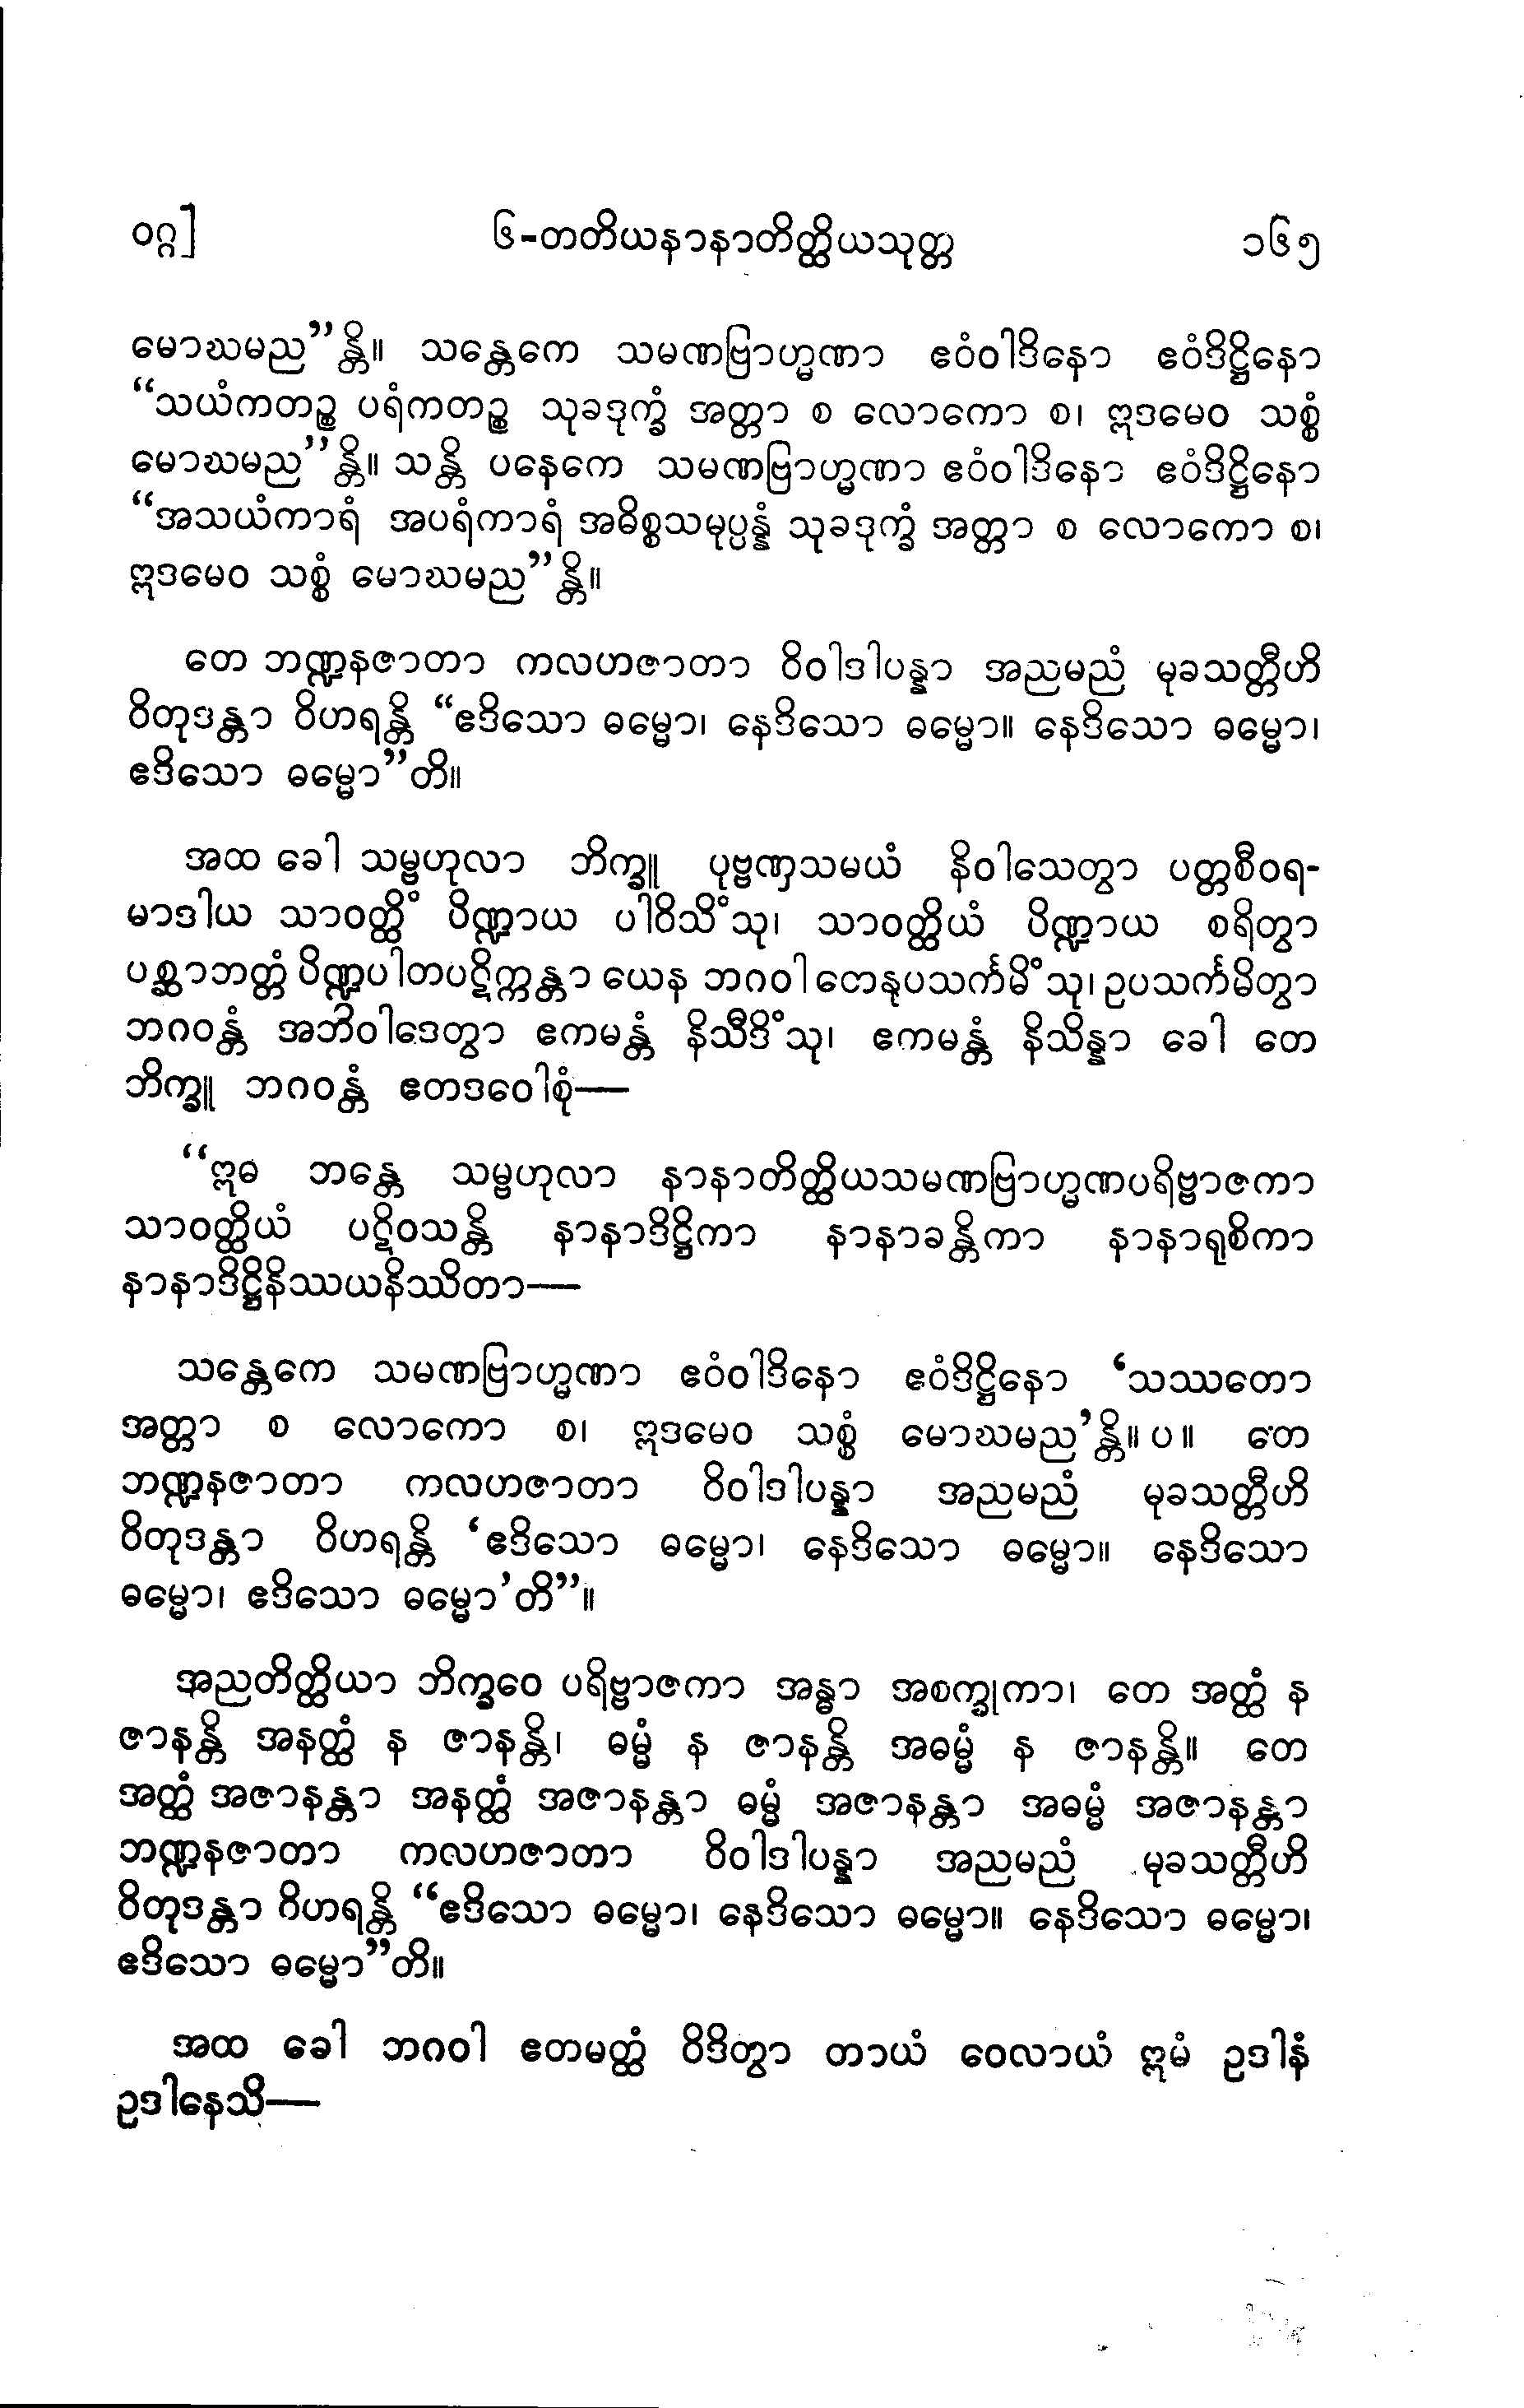 ဝဂ္ဂ] ၆-တတိယနာနာတိတ္ထိယသုတ္တ ၁၆၅
မောဃမည”န္တိ။ သန္တေကေ သမဏဗြာဟ္မဏာ ဧဝံဝါဒိနော ဧဝံဒိဋ္ဌိနော
“သယံကတဉ္စ ပရံကတဉ္စ သုခဒုက္ခံ အတ္တာ စ လောကော စ၊ ဣဒမေဝ သစ္စံ
မောဃမည”န္တိ။ သန္တိ ပနေကေ သမဏဗြာဟ္မဏာ ဧဝံဝါဒိနော ဧဝံဒိဋ္ဌိနော
“အသယံကာရံ အပရံကာရံ အဓိစ္စသမုပ္ပန္နံ သုခဒုက္ခံ အတ္တာ စ လောကော စ၊
ဣဒမေဝ သစ္စံ မောဃမည”န္တိ။
တေ ဘဏ္ဍနဇာတာ ကလဟဇာတာ ဝိဝါဒါပန္နာ အညမညံ မုခသတ္တီဟိ
ဝိတုဒန္တာ ဝိဟရန္တိ “ဧဒိသော ဓမ္မော၊ နေဒိသော ဓမ္မော။ နေဒိသော ဓမ္မော၊
ဧဒိသော ဓမ္မော”တိ။
အထ ခေါ သမ္ဗဟုလာ ဘိက္ခူ ပုဗ္ဗဏှသမယံ နိဝါသေတွာ ပတ္တစီဝရ-
မာဒါယ သာဝတ္ထိံ ပိဏ္ဍာယ ပါဝိသိံသု၊ သာဝတ္ထိယံ ပိဏ္ဍာယ စရိတွာ
ပစ္ဆာဘတ္တံ ပိဏ္ဍပါတပဋိက္ကန္တာ ယေန ဘဂဝါ တေနုပသင်္ကမိံသု၊ ဥပသင်္ကမိတွာ
ဘဂဝန္တံ အဘိဝါဒေတွာ ဧကမန္တံ နိသီဒိံသု၊ ဧကမန္တံ နိသိန္နာ ခေါ တေ
ဘိက္ခူ ဘဂဝန္တံ ဧတဒဝေါစုံ—
“ဣဓ ဘန္တေ သမ္ဗဟုလာ နာနာတိတ္ထိယသမဏဗြာဟ္မဏပရိဗ္ဗာဇကာ
သာဝတ္ထိယံ ပဋိဝသန္တိ နာနာဒိဋ္ဌိကာ နာနာခန္တိကာ နာနာရုစိကာ
နာနာဒိဋ္ဌိနိဿယနိဿိတာ—
သန္တေကေ သမဏဗြာဟ္မဏာ ဧဝံဝါဒိနော ဧဝံဒိဋ္ဌိနော ‘သဿတော
အတ္တာ စ လောကော စ၊ ဣဒမေဝ သစ္စံ မောဃမည’န္တိ။ ပ။ တေ
ဘဏ္ဍနဇာတာ ကလဟဇာတာ ဝိဝါဒါပန္နာ အညမညံ မုခသတ္တီဟိ
ဝိတုဒန္တာ ဝိဟရန္တိ ‘ဧဒိသော ဓမ္မော၊ နေဒိသော ဓမ္မော။ နေဒိသော
ဓမ္မော၊ ဧဒိသော ဓမ္မော’တိ”။
အညတိတ္ထိယာ ဘိက္ခဝေ ပရိဗ္ဗာဇကာ အန္ဓာ အစက္ခုကာ၊ တေ အတ္ထံ န
ဇာနန္တိ အနတ္ထံ န ဇာနန္တိ၊ ဓမ္မံ န ဇာနန္တိ အဓမ္မံ န ဇာနန္တိ။ တေ
အတ္ထံ အဇာနန္တာ အနတ္ထံ အဇာနန္တာ ဓမ္မံ အဇာနန္တာ အဓမ္မံ အဇာနန္တာ
ဘဏ္ဍနဇာတာ ကလဟဇာတာ ဝိဝါဒါပန္နာ အညမညံ မုခသတ္တီဟိ
ဝိတုဒန္တာ ဝိဟရန္တိ “ဧဒိသော ဓမ္မော၊ နေဒိသော ဓမ္မော။ နေဒိသော ဓမ္မော၊
ဧဒိသော ဓမ္မော”တိ။
အထ ခေါ ဘဂဝါ ဧတမတ္ထံ ဝိဒိတွာ တာယံ ဝေလာယံ ဣမံ ဥဒါနံ
ဥဒါနေသိ—